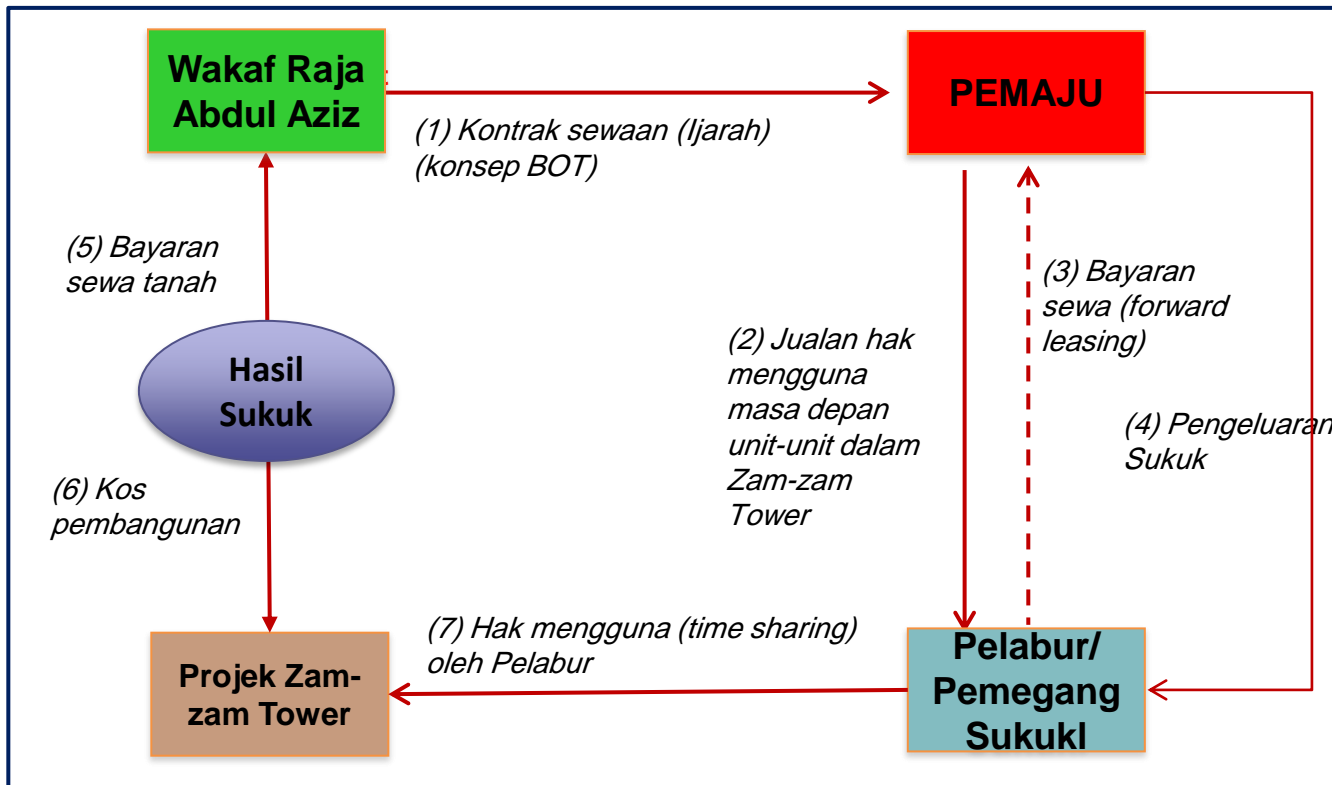 Wakaf Raja
Abdul Aziz
PEMAJU
(1) Kontrak sewaan (Ijarah)
(konsep BOT)
(5) Bayaran
sewa tanah
(3) Bayaran
sewa (forward
leasing)
(2) Jualan hak
mengguna
masa depan
unit-unit dalam
Zam-zam
Tower
Hasil
Sukuk
(4) Pengeluaran
Sukuk
(6) Kos
pembangunan
(7) Hak mengguna (time sharing)
oleh Pelabur
Projek Zam-
zam Tower
Pelabur/
Pemegang
Sukukl